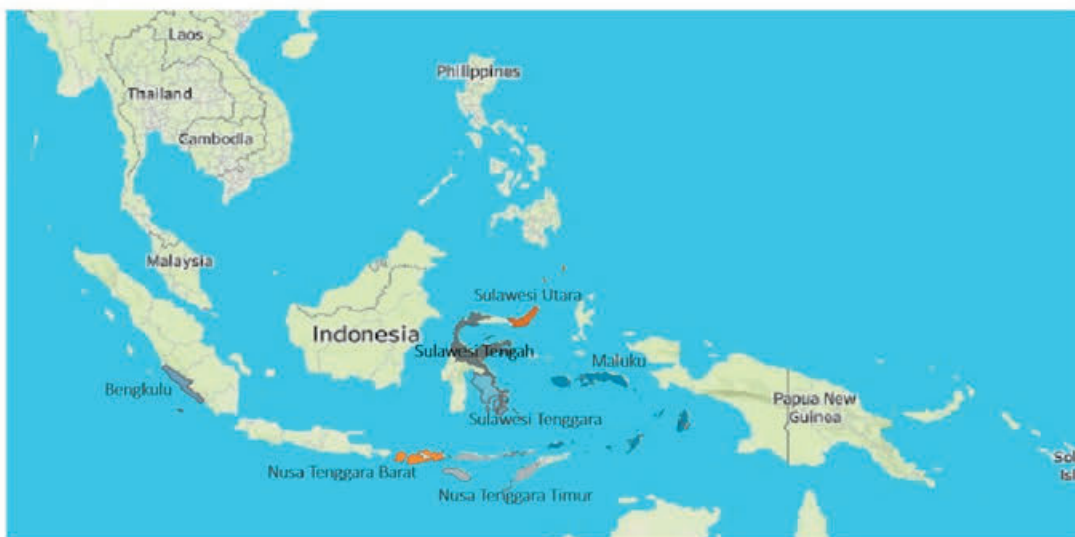 Laos
Philippines
Thailand
Cambodia
Malaysia
Sulawesi Utara
Indonesia
Sulawesi Tengah
Maluku
Bengkulu
Papua New
Guinea
Sulawesi Tenggara
Nusa Tenggara Barat
Nusa Tenggara Timur